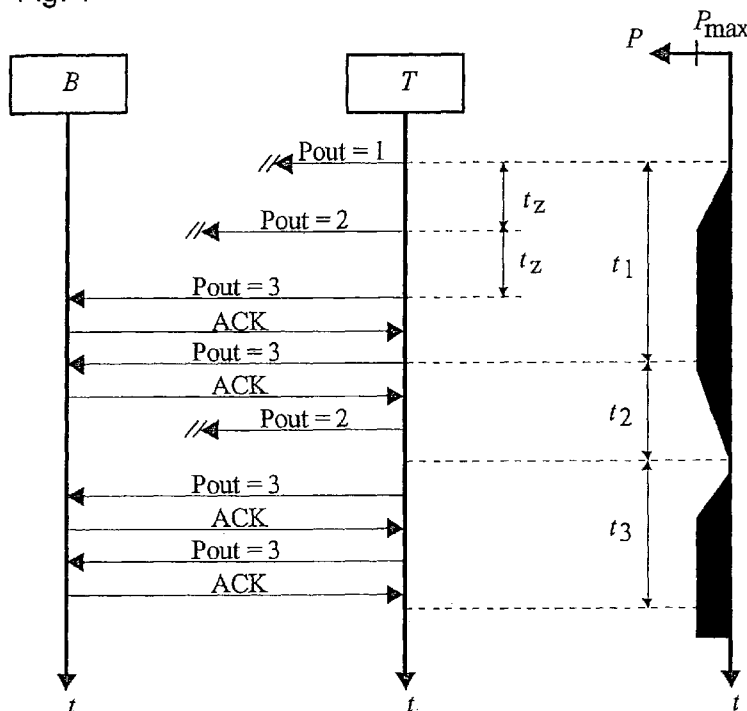 P
Pmax
B
T
Pout = 1
tz
Pout = 2
tz
t1
Pout = 3
ACK
Pout = 3
ACK
t2
Pout = 2
Pout = 3
ACK
t3
Pout = 3
ACK
t
t
t